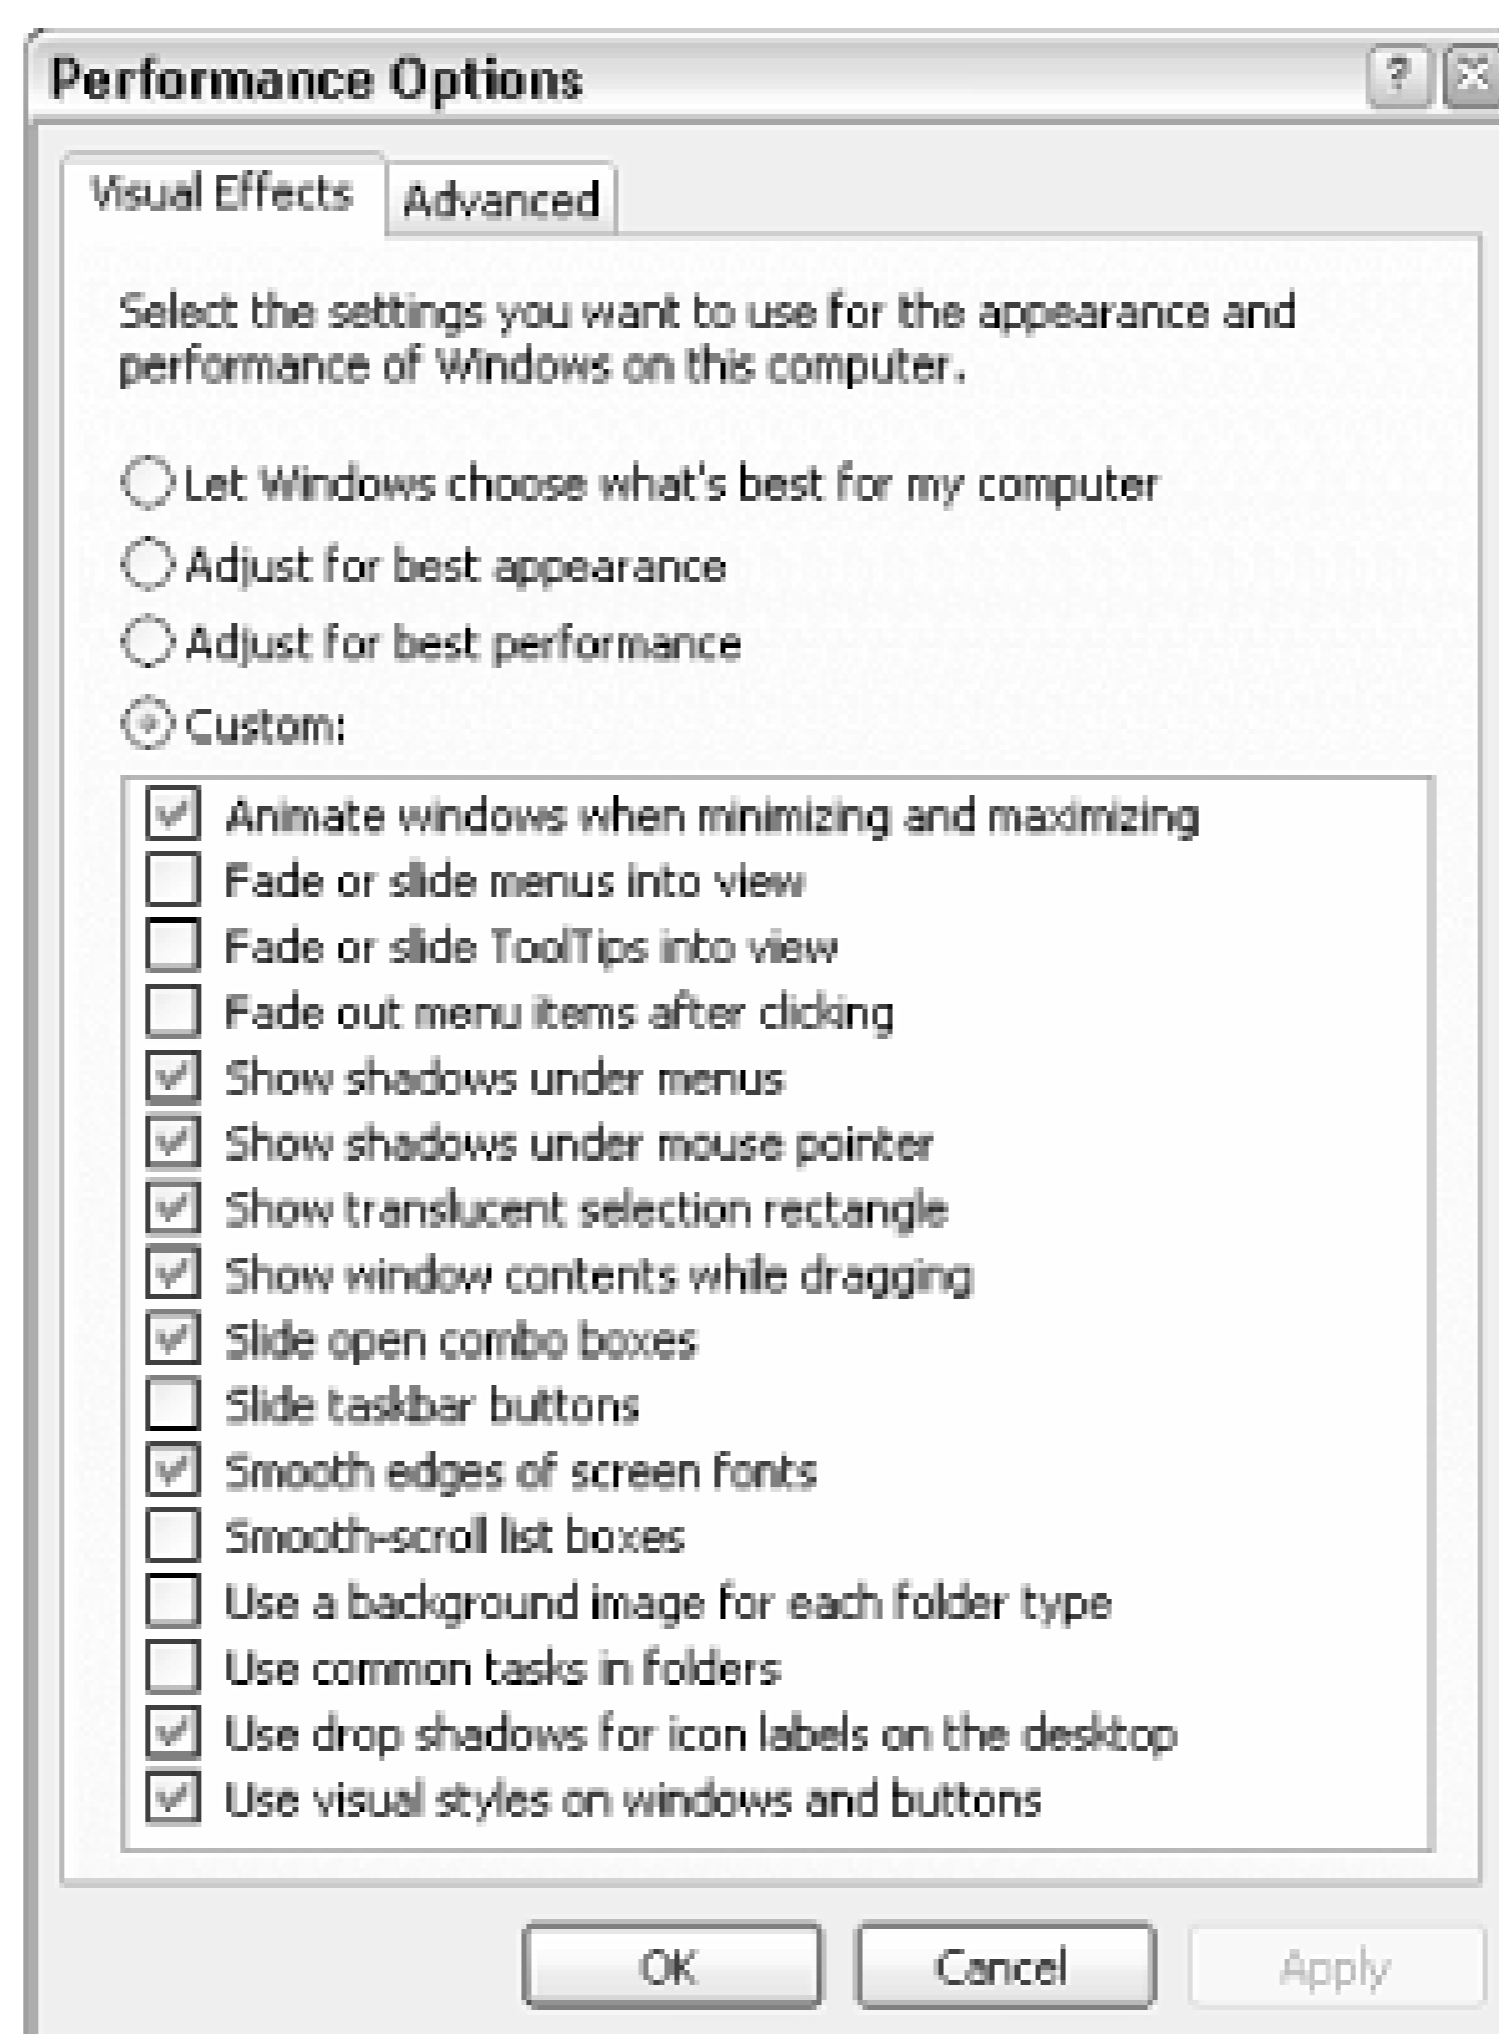 Performance Options
?
Visual Effects
Advanced
Select the settings you want to use for the appearance and
performance of Windows on this computer.
Let Windows choose what's best for my computer
Adjust for best appearance
Adjust for best performance
Custom:
Animate windows when minimizing and maximizing
Fade or slide menus into view
Fade or slide ToolTips into view
Fade out menu items after clicking
Show shadows under menus
Show shadows under mouse pointer
Show translucent selection rectangle
Show window contents while dragging
Slide open combo boxes
Slide taskbar buttons
Smooth edges of screen fonts
Smooth-scroll list boxes
Use a background image for each folder type
Use common tasks in folders
Use drop shadows for icon labels on the desktop
Use visual styles on windows and buttons
OK
Cancel
Apply